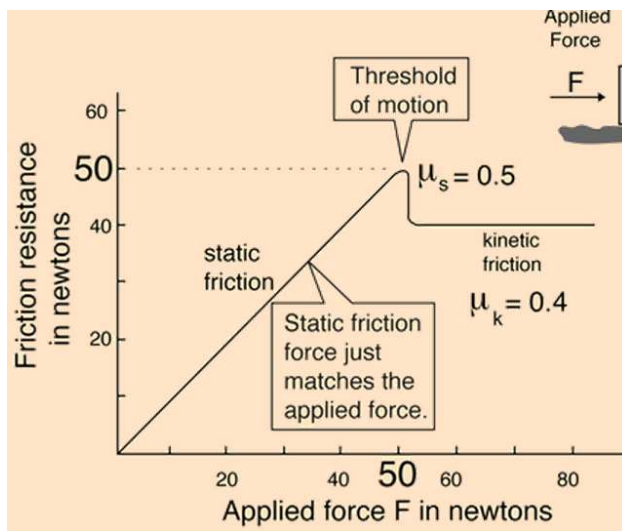 Applied
Force
F
Threshold
of motion
60
50
μs = 0.5
40
static
friction
kinetic
friction
μk = 0.4
Friction resistance
in newtons
Static friction
force just
matches the
applied force.
20
20
40
50
60
80
Applied force F in newtons